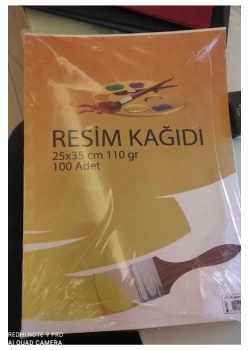 RESİM KAĞIDI
25x35 cm 110 gr
100 Adet
REDMI NOTE 9 PRO
AI QUAD CAMERA